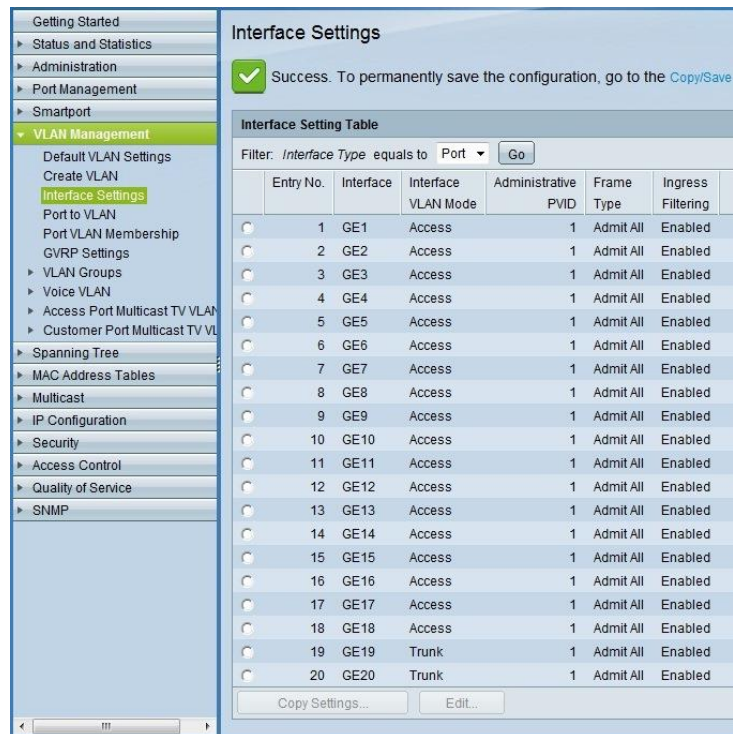 Getting Started
Status and Statistics
Administration
Port Management
Smartport
VLAN Management
Default VLAN Settings
Create VLAN
Interface Settings
Port to VLAN
Port VLAN Membership
GVRP Settings
VLAN Groups
Voice VLAN
Access Port Multicast TV VLAN
Customer Port Multicast TV VL
Spanning Tree
MAC Address Tables
Multicast
IP Configuration
Security
Access Control
Quality of Service
SNMP
Interface Settings
Success. To permanently save the configuration, go to the Copy/Save
Interface Setting Table
Filter: Interface Type equals to Port Go
Entry No. Interface Interface VLAN Mode Administrative PVID Frame Type Ingress Filtering
1 GE1 Access 1 Admit All Enabled
2 GE2 Access 1 Admit All Enabled
3 GE3 Access 1 Admit All Enabled
4 GE4 Access 1 Admit All Enabled
5 GE5 Access 1 Admit All Enabled
6 GE6 Access 1 Admit All Enabled
7 GE7 Access 1 Admit All Enabled
8 GE8 Access 1 Admit All Enabled
9 GE9 Access 1 Admit All Enabled
10 GE10 Access 1 Admit All Enabled
11 GE11 Access 1 Admit All Enabled
12 GE12 Access 1 Admit All Enabled
13 GE13 Access 1 Admit All Enabled
14 GE14 Access 1 Admit All Enabled
15 GE15 Access 1 Admit All Enabled
16 GE16 Access 1 Admit All Enabled
17 GE17 Access 1 Admit All Enabled
18 GE18 Access 1 Admit All Enabled
19 GE19 Trunk 1 Admit All Enabled
20 GE20 Trunk 1 Admit All Enabled
Copy Settings... Edit...